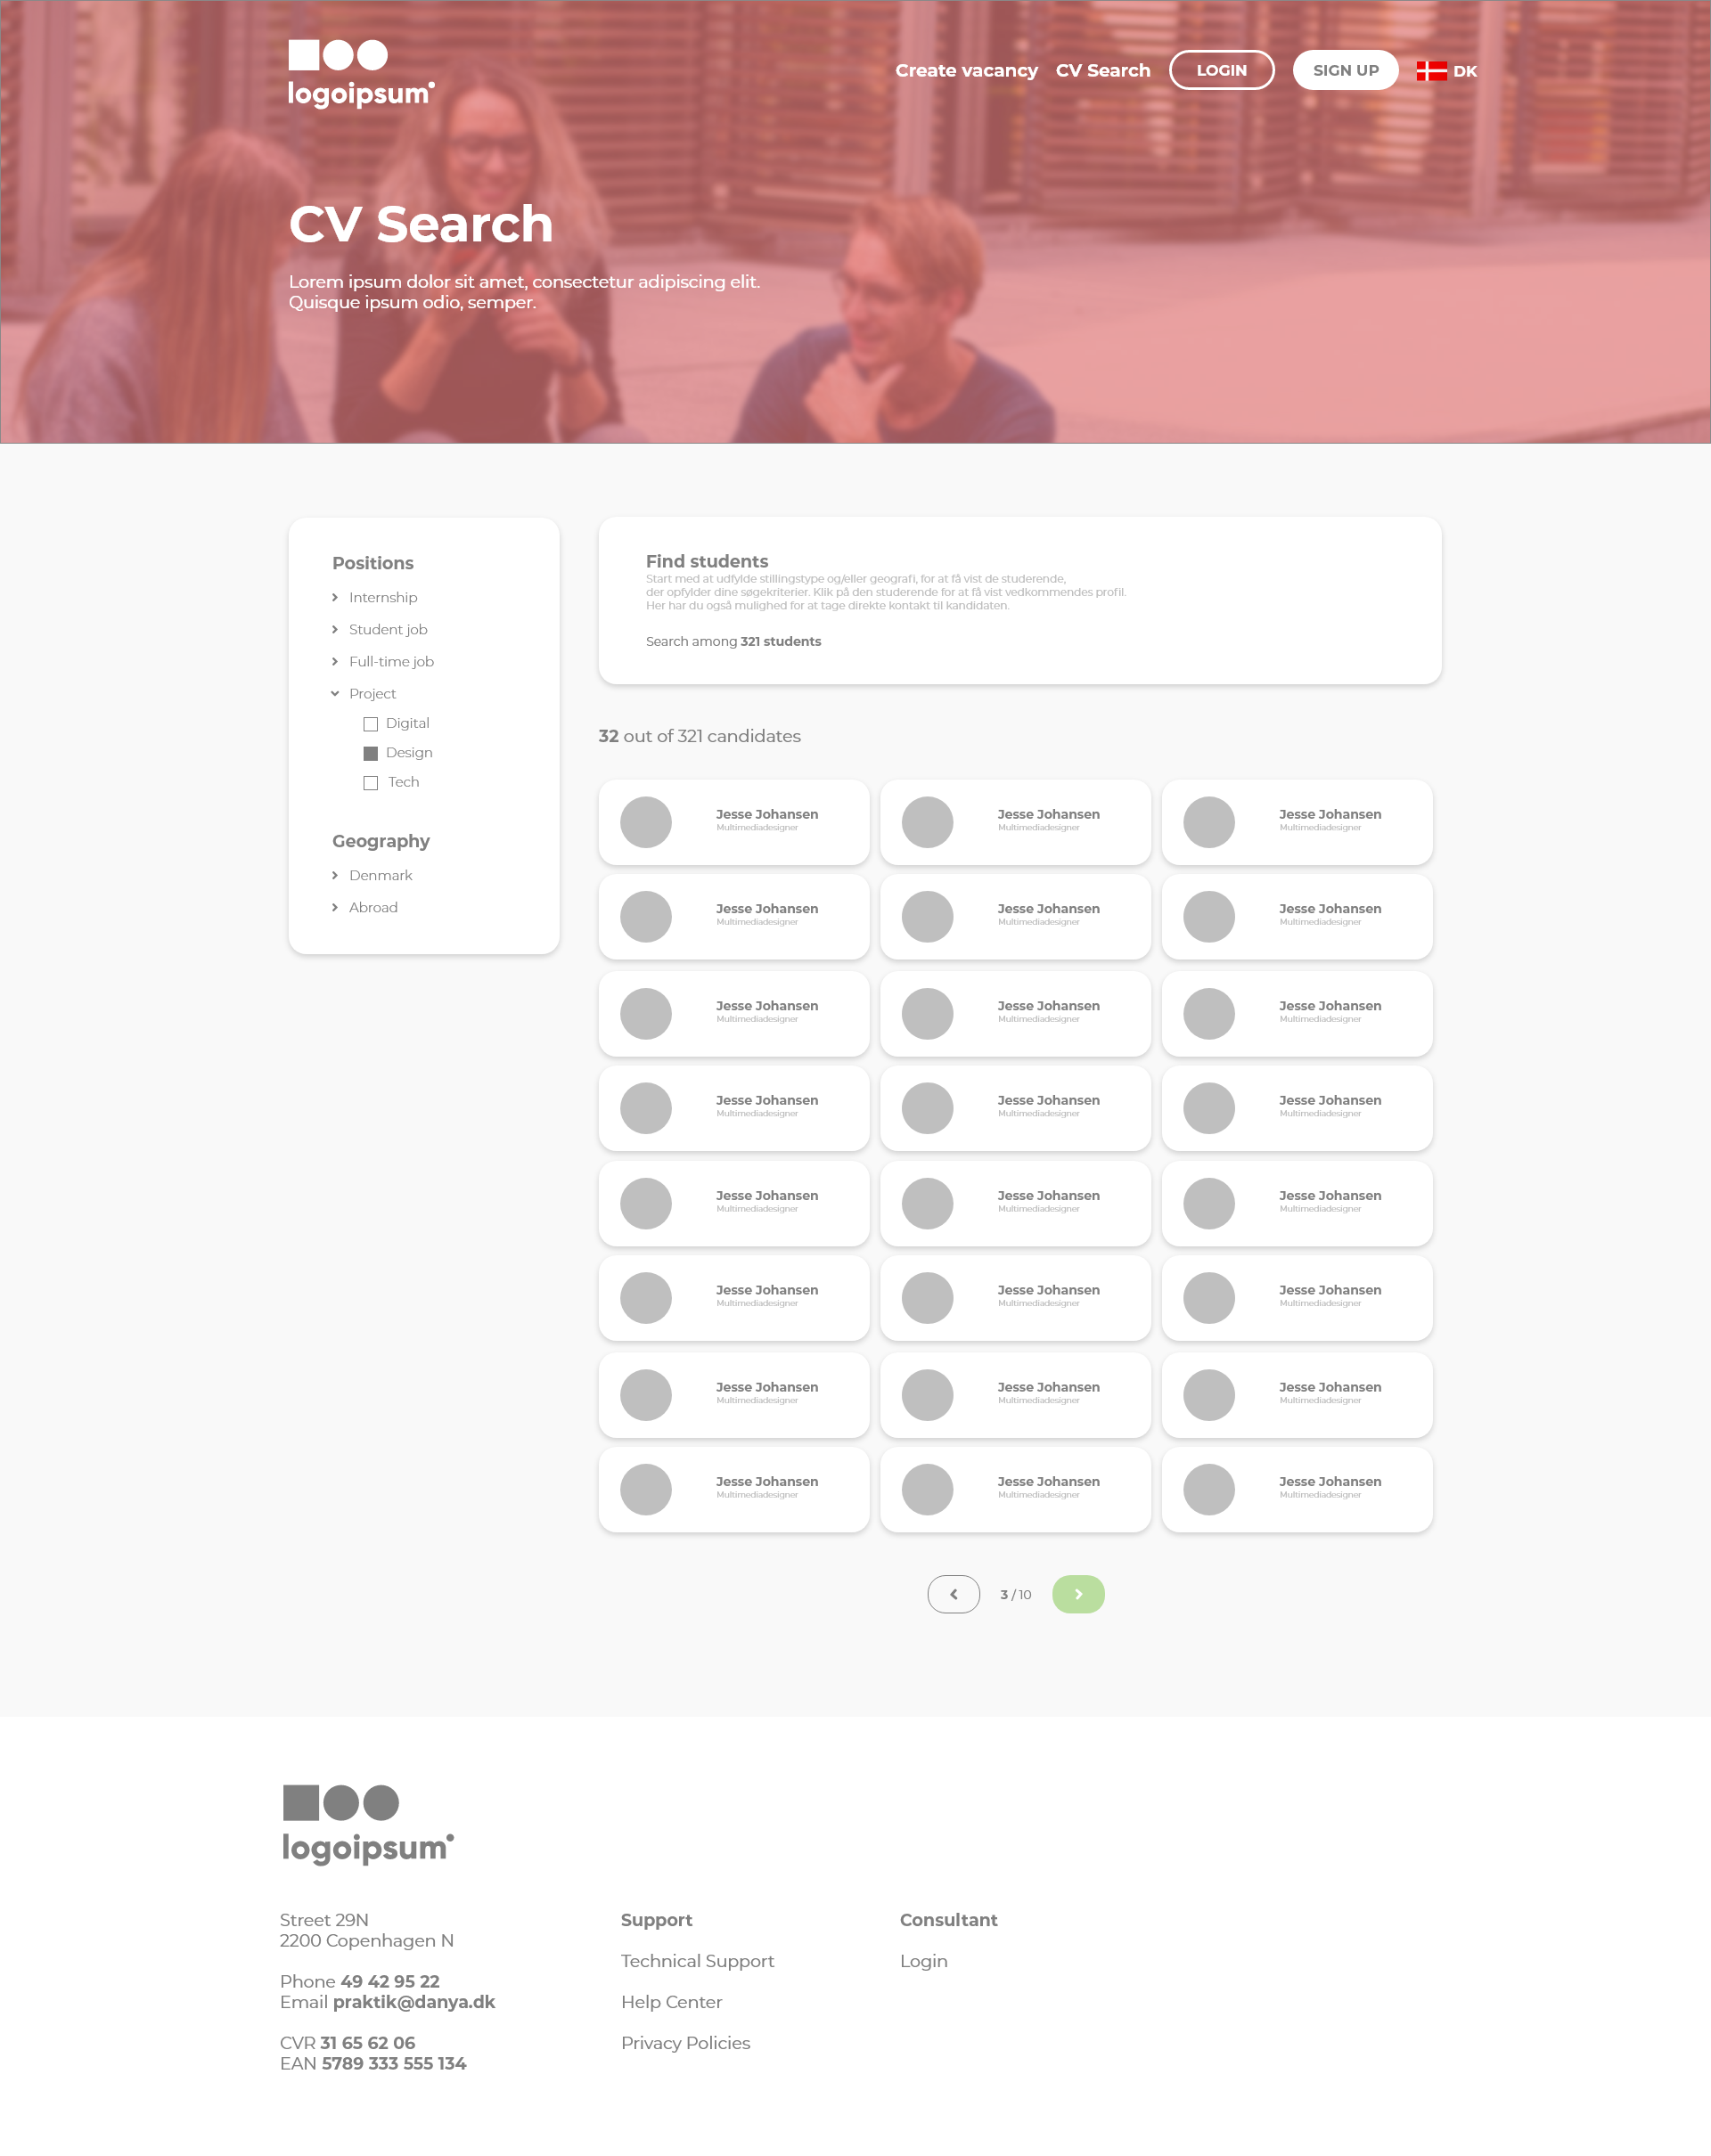 logoipsum
Create vacancy
CV Search
LOGIN
SIGN UP
DK
CV Search
Lorem ipsum dolor sit amet, consectetur adipiscing elit.
Quisque ipsum odio, semper.
Positions
Internship
Student job
Full-time job
Project
Digital
Design
Tech
Geography
Denmark
Abroad
Find students
Start med at udfylde stillingstype og/eller geografi, for at få vist de studerende,
der opfylder dine søgekriterier. Klik på den studerende for at få vist vedkommendes profil.
Her har du også mulighed for at tage direkte kontakt til kandidaten.
Search among 321 students
32 out of 321 candidates
Jesse Johansen
Multimediadesigner
Jesse Johansen
Multimediadesigner
Jesse Johansen
Multimediadesigner
Jesse Johansen
Multimediadesigner
Jesse Johansen
Multimediadesigner
Jesse Johansen
Multimediadesigner
Jesse Johansen
Multimediadesigner
Jesse Johansen
Multimediadesigner
Jesse Johansen
Multimediadesigner
Jesse Johansen
Multimediadesigner
Jesse Johansen
Multimediadesigner
Jesse Johansen
Multimediadesigner
Jesse Johansen
Multimediadesigner
Jesse Johansen
Multimediadesigner
Jesse Johansen
Multimediadesigner
Jesse Johansen
Multimediadesigner
Jesse Johansen
Multimediadesigner
Jesse Johansen
Multimediadesigner
Jesse Johansen
Multimediadesigner
Jesse Johansen
Multimediadesigner
Jesse Johansen
Multimediadesigner
Jesse Johansen
Multimediadesigner
Jesse Johansen
Multimediadesigner
Jesse Johansen
Multimediadesigner
3 / 10
logoipsum
Street 29N
2200 Copenhagen N
Phone 49 42 95 22
Email praktik@danya.dk
CVR 31 65 62 06
EAN 5789 333 555 134
Support
Technical Support
Help Center
Privacy Policies
Consultant
Login